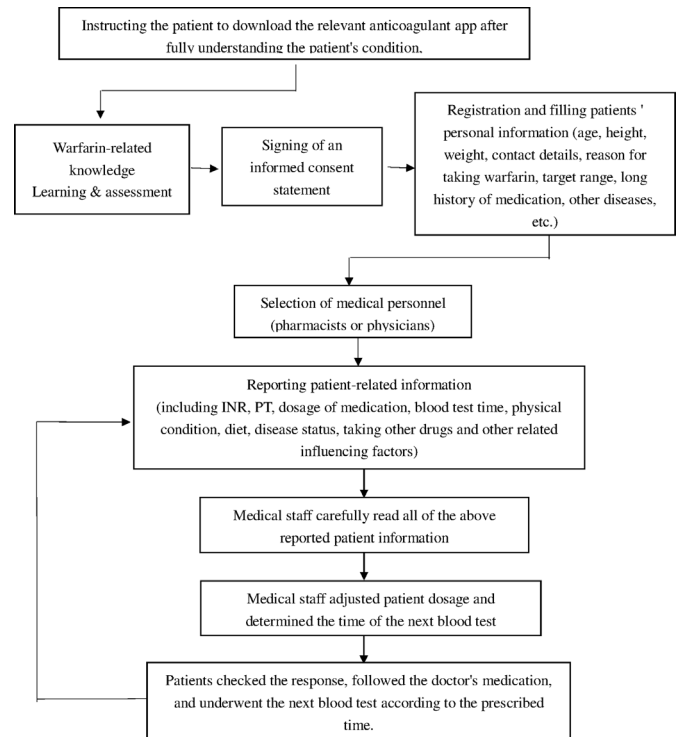 Instructing the patient to download the relevant anticoagulant app after
fully understanding the patient's condition.
Warfarin-related
knowledge
Learning & assessment
Signing of an
informed consent
statement
Registration and filling patients '
personal information (age, height,
weight, contact details, reason for
taking warfarin, target range, long
history of medication, other diseases,
etc.)
Selection of medical personnel
(pharmacists or physicians)
Reporting patient-related information
(including INR, PT, dosage of medication, blood test time, physical
condition, diet, disease status, taking other drugs and other related
influencing factors)
Medical staff carefully read all of the above
reported patient information
Medical staff adjusted patient dosage and
determined the time of the next blood test
Patients checked the response, followed the doctor's medication,
and underwent the next blood test according to the prescribed
time.